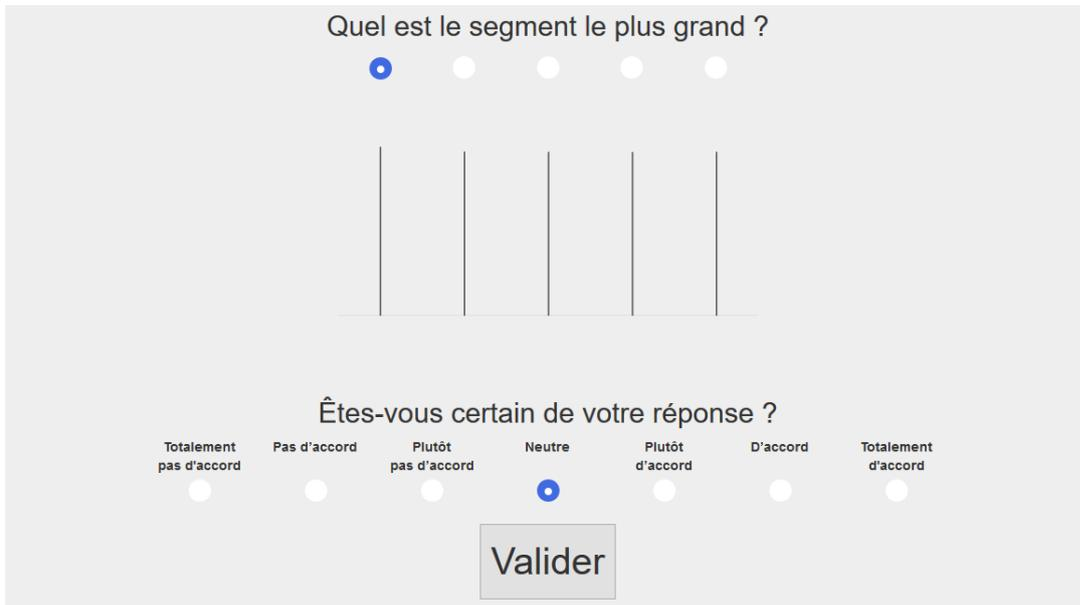 Quel est le segment le plus grand ?
Êtes-vous certain de votre réponse ?
Totalement pas d'accord
Pas d’accord
Plutôt pas d’accord
Neutre
Plutôt d’accord
D’accord
Totalement d'accord
Valider